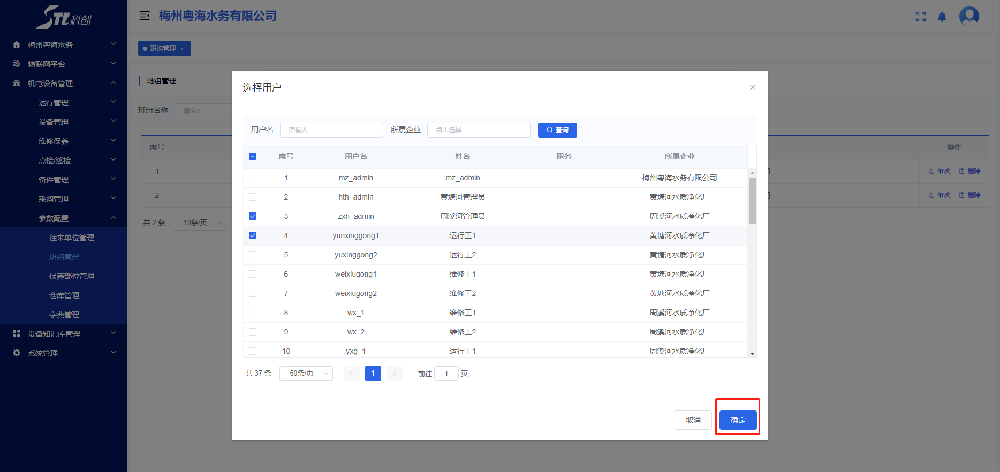 STL科创
梅州粤海水务
物联网平台
机电设备管理
运行管理
设备管理
维修保养
点检/巡检
备件管理
采购管理
参数配置
往来单位管理
班组管理
保养部位管理
仓库管理
字典管理
设备知识库管理
系统管理
梅州粤海水务有限公司
班组管理 ×
班组管理
班组名称 请输入
序号 操作
1 司 修改 删除
2 司 修改 删除
共 2 条 10条/页
选择用户
用户名 请输入 所属企业 点击选择 查询
序号 用户名 姓名 职务 所属企业
1 mz_admin mz_admin 梅州粤海水务有限公司
2 hth_admin 黄塘河管理员 黄塘河水质净化厂
3 zxh_admin 周溪河管理员 周溪河水质净化厂
4 yunxinggong1 运行工1 黄塘河水质净化厂
5 yuxinggong2 运行工2 黄塘河水质净化厂
6 weixiugong1 维修工1 黄塘河水质净化厂
7 weixiugong2 维修工2 黄塘河水质净化厂
8 wx_1 维修工1 周溪河水质净化厂
9 wx_2 维修工2 周溪河水质净化厂
10 yxg_1 运行工1 周溪河水质净化厂
共 37 条 50条/页 1 前往 1 页
取消 确定